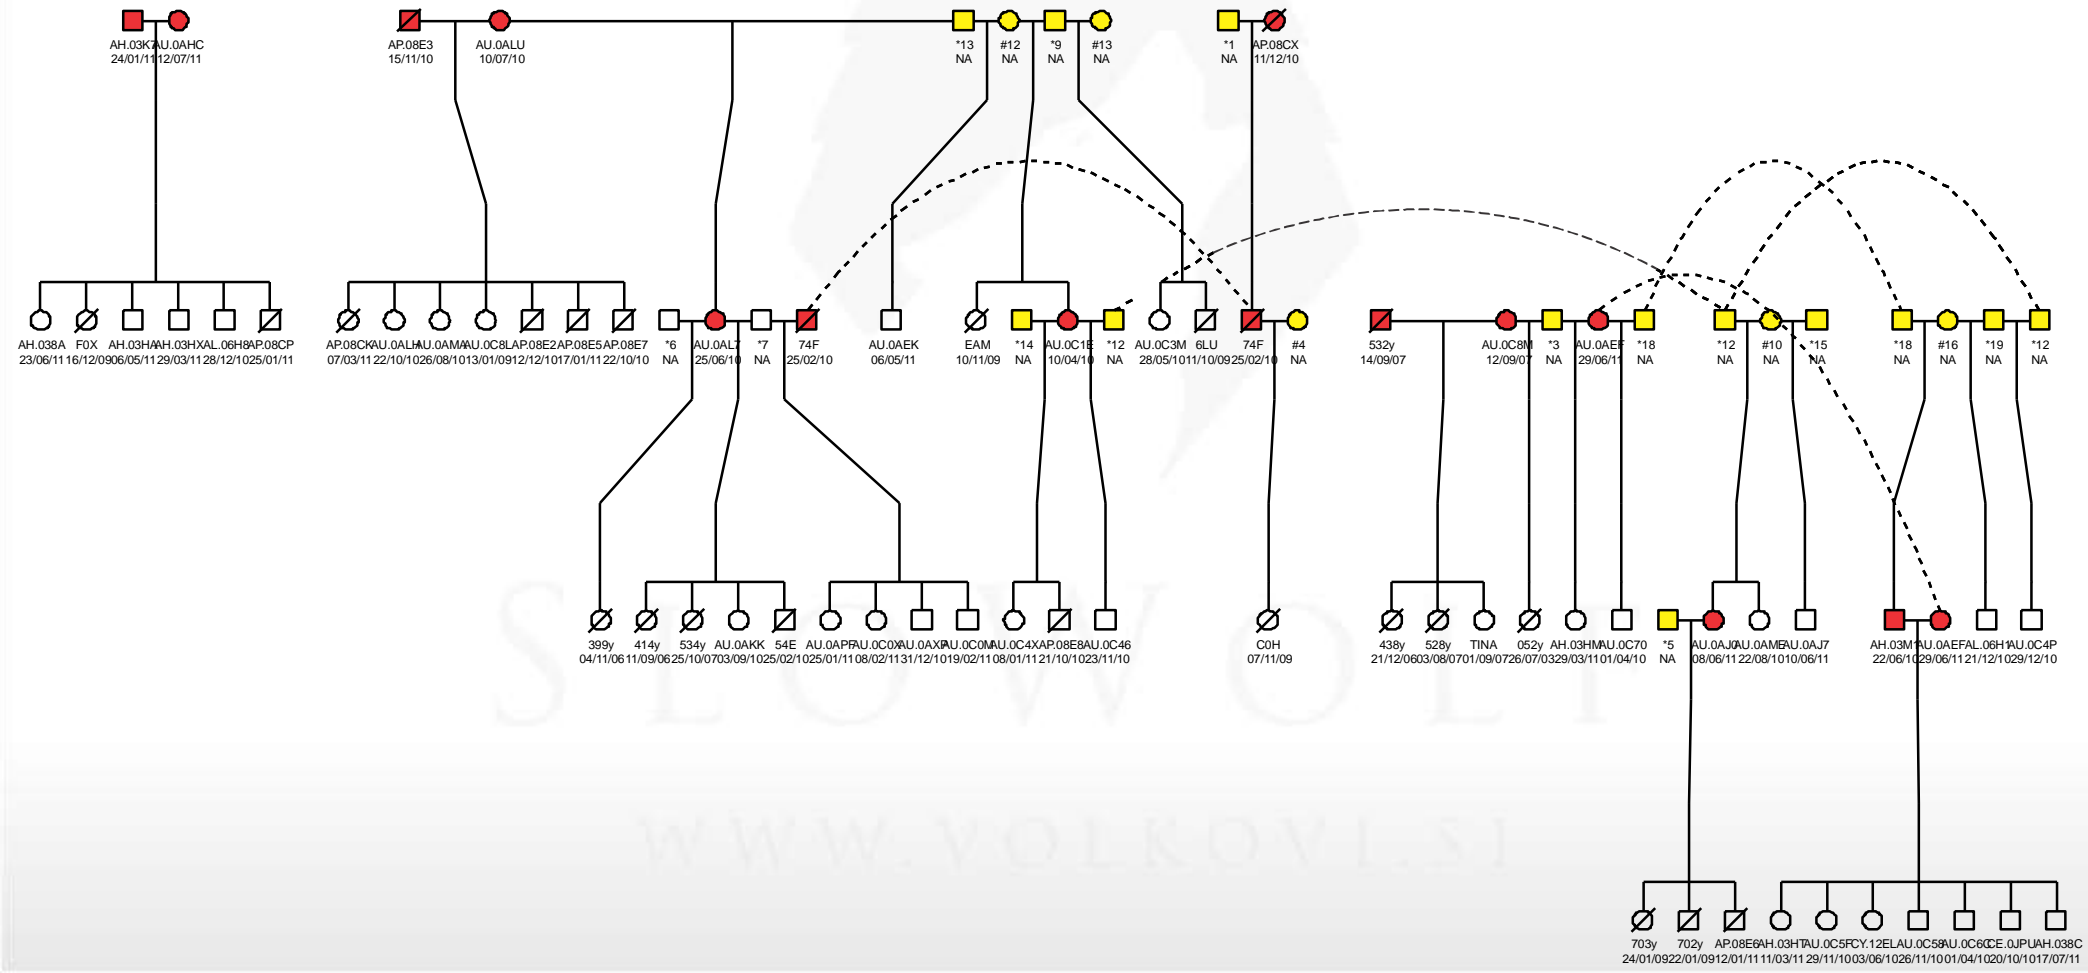 AH.03K7 AU.0AHC AP.08E3 AU.0ALU *13 #12 *9 #13 *1 AP.08CX
24/01/11 12/07/11 15/11/10 10/07/10 NA NA NA NA NA 11/12/10
AH.038A F0X AH.03HA AH.03HX AL.06H8 AP.08CP AP.08CK AU.0ALH AU.0AMA AU.0C8L AP.08E2 AP.08E5 AP.08E7 *6 AU.0AL7 *7 74F AU.0AEK EAM *14 AU.0C1E *12 AU.0C3M 6LU 74F #4 532y AU.0C8M *3 AU.0AEF *18 *12 #10 *15 *18 #16 *19 *12
23/06/11 16/12/09 06/05/11 29/03/11 28/12/10 25/01/11 07/03/11 22/10/10 26/08/10 13/01/09 12/12/10 17/01/11 22/10/10 NA 25/06/10 NA 25/02/10 06/05/11 10/11/09 NA 10/04/10 NA 28/05/10 11/10/09 25/02/10 NA 14/09/07 12/09/07 NA 29/06/11 NA NA NA NA NA NA NA NA
SLOWOLF
399y 414y 534y AU.0AKK 54E AU.0APF AU.0C0X AU.0AXP AU.0C0M AU.0C4X AP.08E8 AU.0C46 C0H 438y 528y TINA 052y AH.03HM AU.0C70 *5 AU.0AJ0 AU.0AME AU.0AJ7 AH.03M1 AU.0AEF AL.06H1 AU.0C4P
04/11/06 11/09/06 25/10/07 03/09/10 25/02/10 25/01/11 08/02/11 31/12/10 19/02/11 08/01/11 21/10/10 23/11/10 07/11/09 21/12/06 03/08/07 01/09/07 26/07/03 29/03/11 01/04/10 NA 08/06/11 22/08/10 10/06/11 22/06/10 29/06/11 21/12/10 29/12/10
WWW.VOLKOVI.SI
703y 702y AP.08E6 AH.03HT AU.0C5F CY.12EL AU.0C58 AU.0C6C CE.0JPU AH.038C
24/01/09 22/01/09 12/01/11 11/03/11 29/11/10 03/06/10 26/11/10 01/04/10 20/10/10 17/07/11